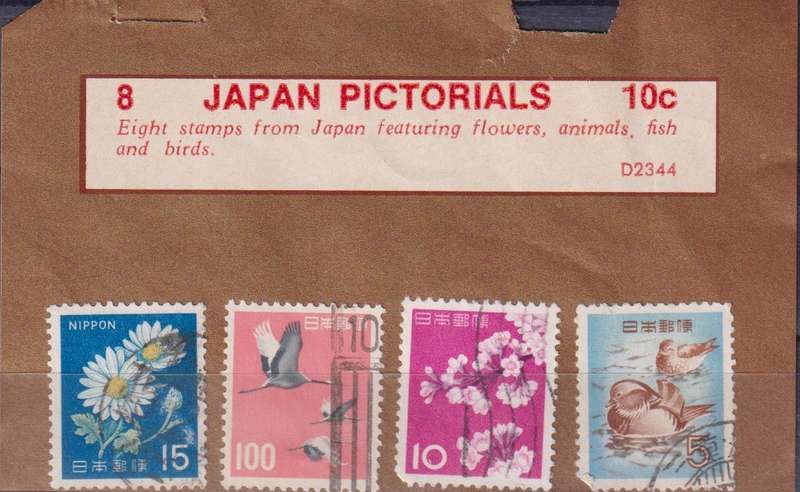 8 JAPAN PICTORIALS 10c
Eight stamps from Japan featuring flowers, animals, fish
and birds.
D2344
NIPPON
日本郵便 15
日本郵便
100
10
日本郵便
10
日本郵便
5